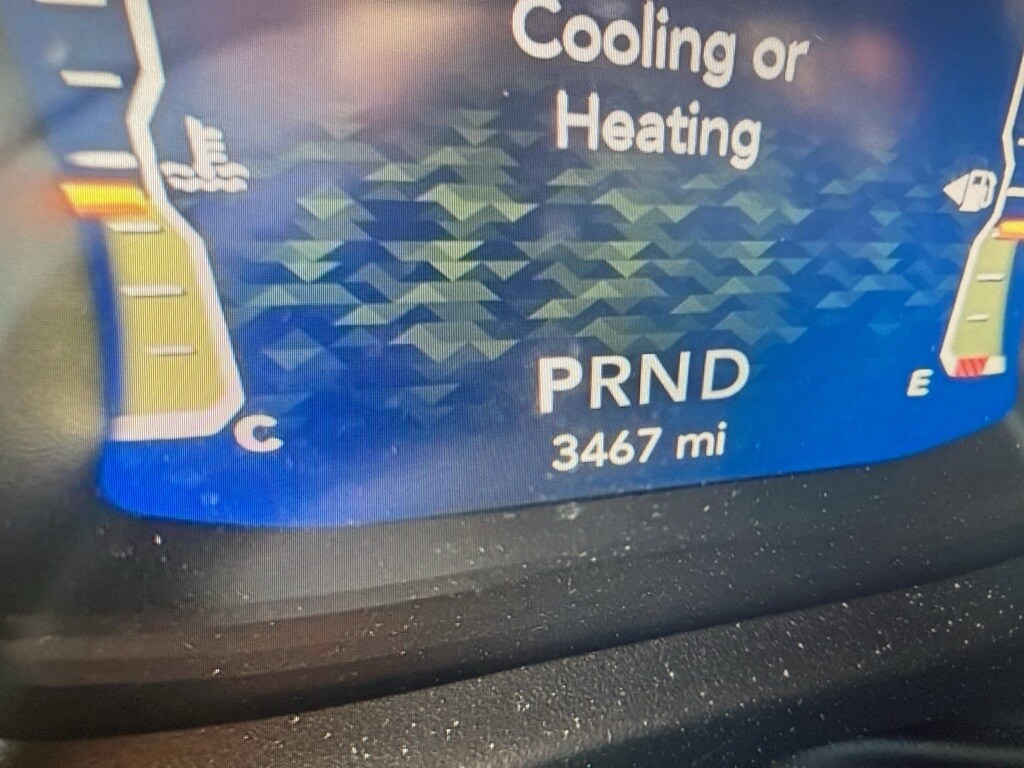 Cooling or
Heating
PRND
3467 mi
C
E